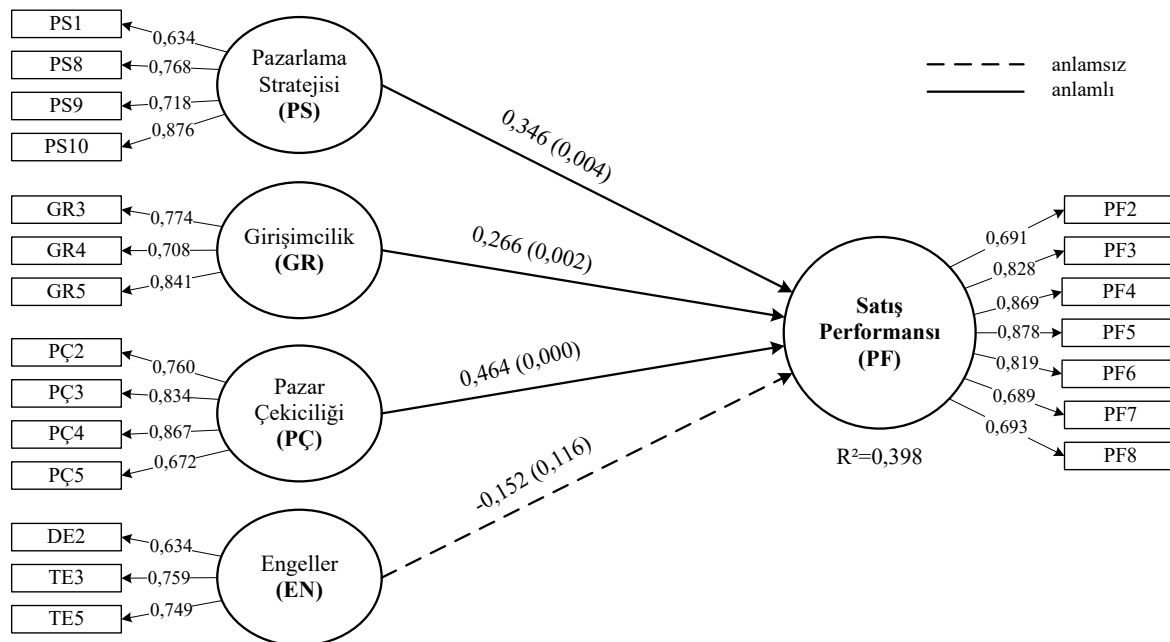 PS1
PS8
PS9
PS10
0,634
0,768
0,718
0,876
Pazarlama
Stratejisi
(PS)
GR3
GR4
GR5
0,774
0,708
0,841
Girişimcilik
(GR)
PÇ2
PÇ3
PÇ4
PÇ5
0,760
0,834
0,867
0,672
Pazar
Çekiciliği
(PÇ)
DE2
TE3
TE5
0,634
0,759
0,749
Engeller
(EN)
0,346 (0,004)
0,266 (0,002)
0,464 (0,000)
-0,152 (0,116)
anlamsız
anlamlı
Satış
Performansı
(PF)
R²=0,398
0,691
0,828
0,869
0,878
0,819
0,689
0,693
PF2
PF3
PF4
PF5
PF6
PF7
PF8